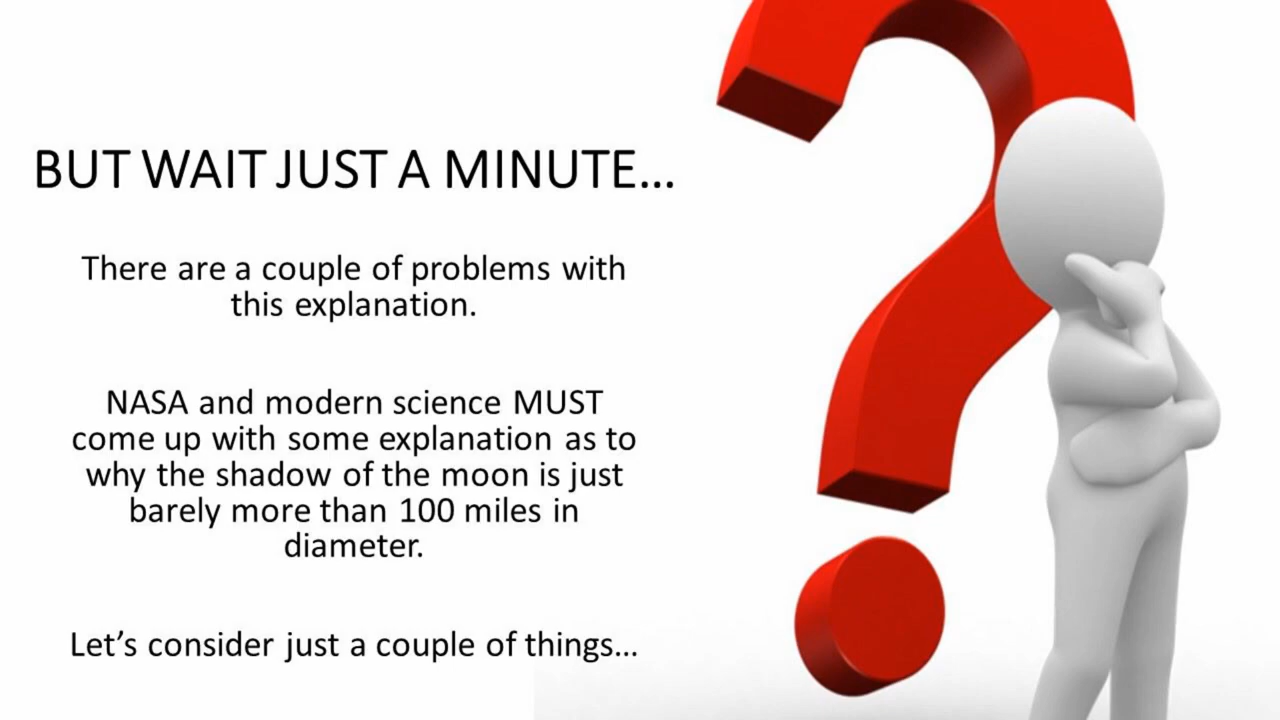 BUT WAIT JUST A MINUTE...
There are a couple of problems with
this explanation.
NASA and modern science MUST
come up with some explanation as to
why the shadow of the moon is just
barely more than 100 miles in
diameter.
Let’s consider just a couple of things...